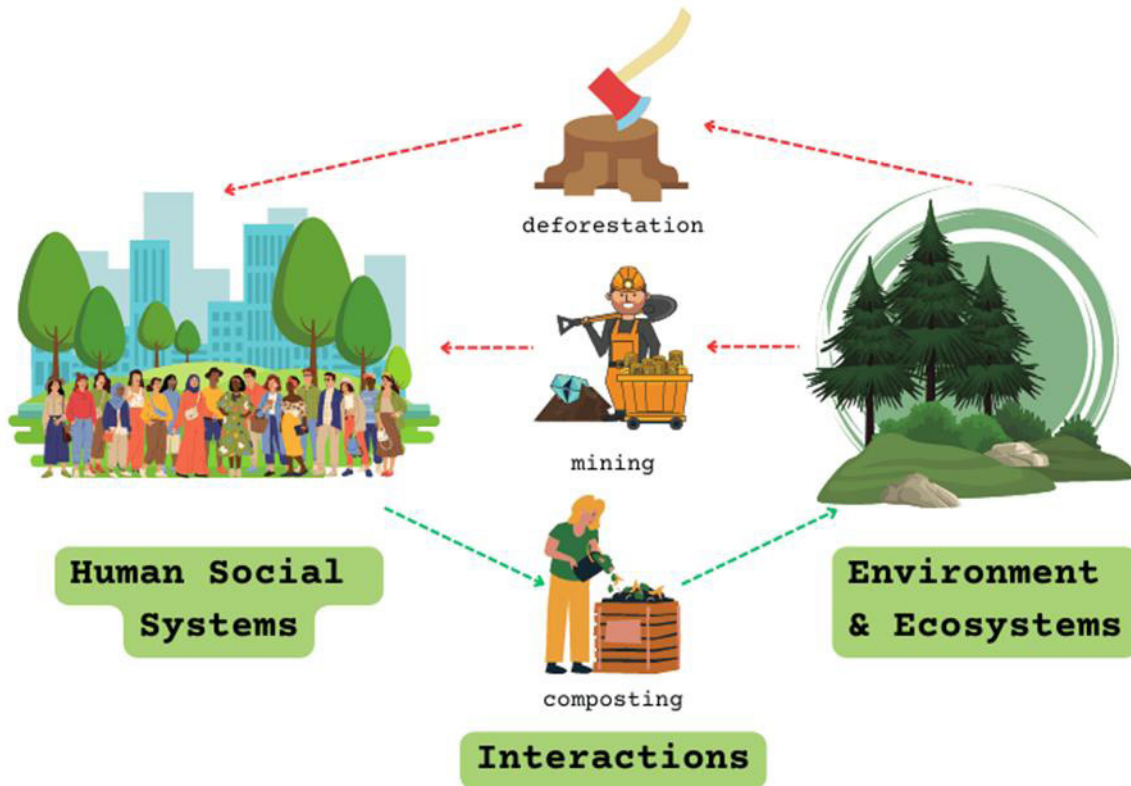 deforestation
mining
Human Social
Systems
Environment
& Ecosystems
composting
Interactions